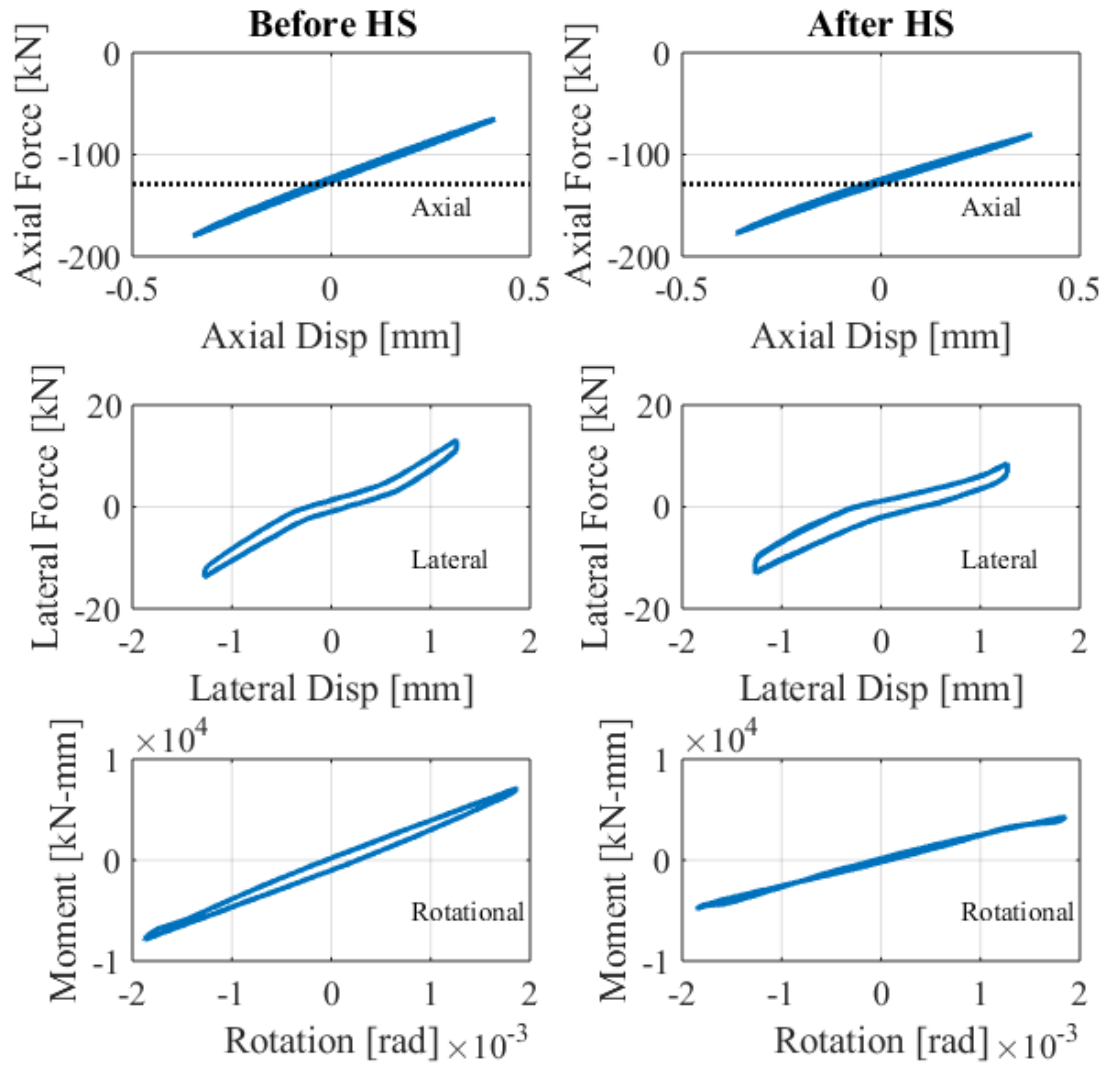 Before HS
After HS
Axial Force [kN]
0
-100
-200
Axial
-0.5
0
0.5
Axial Disp [mm]
Axial Force [kN]
0
-100
-200
Axial
-0.5
0
0.5
Axial Disp [mm]
Lateral Force [kN]
20
0
-20
Lateral
-2
-1
0
1
2
Lateral Disp [mm]
Lateral Force [kN]
20
0
-20
Lateral
-2
-1
0
1
2
Lateral Disp [mm]
Moment [kN-mm]
×10⁴
1
0
-1
Rotational
-2
-1
0
1
2
Rotation [rad] ×10⁻³
Moment [kN-mm]
×10⁴
1
0
-1
Rotational
-2
-1
0
1
2
Rotation [rad] ×10⁻³